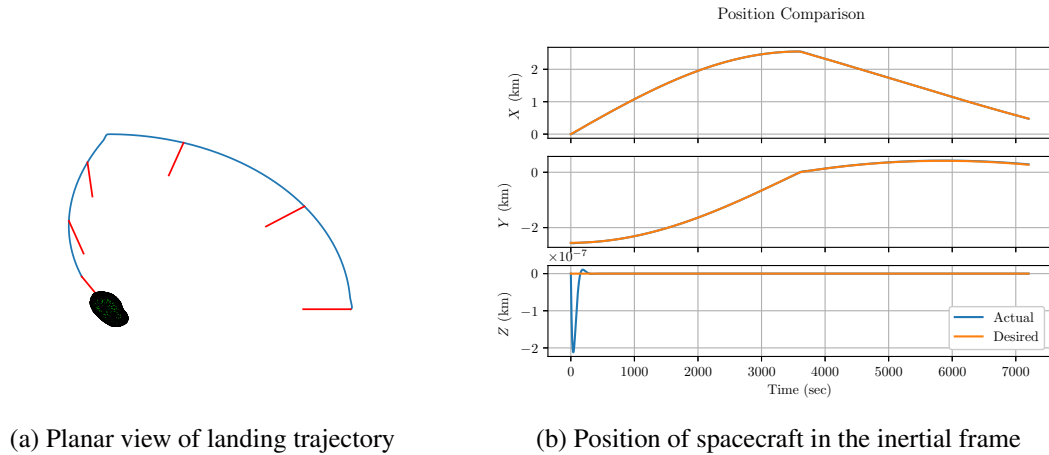 Position Comparison
2
1
0
X (km)
0
−2
Y (km)
×10⁻⁷
0
−1
−2
Z (km)
Actual
Desired
0 1000 2000 3000 4000 5000 6000 7000
Time (sec)
(a) Planar view of landing trajectory
(b) Position of spacecraft in the inertial frame